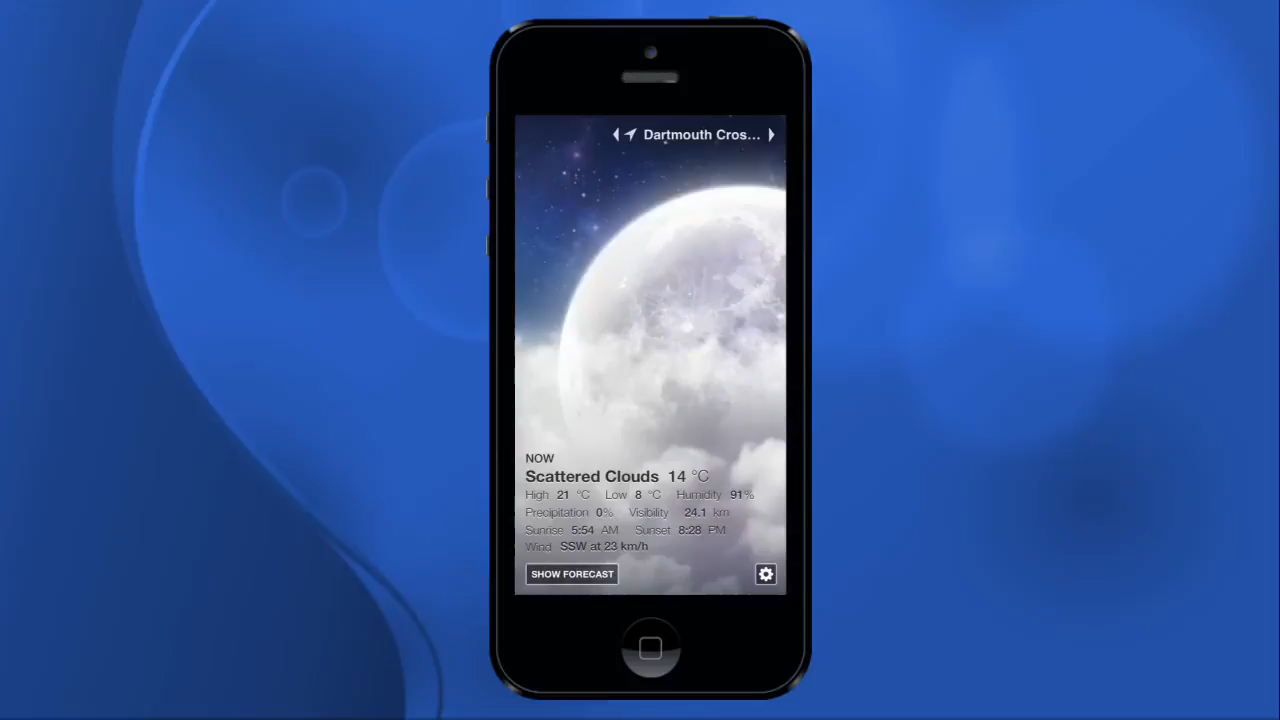 Dartmouth Cros...
NOW
Scattered Clouds 14 °C
High 21 °C Low 8 °C Humidity 91%
Precipitation 0% Visibility 24.1 km
Sunrise 5:54 AM Sunset 8:28 PM
Wind SSW at 23 km/h
SHOW FORECAST